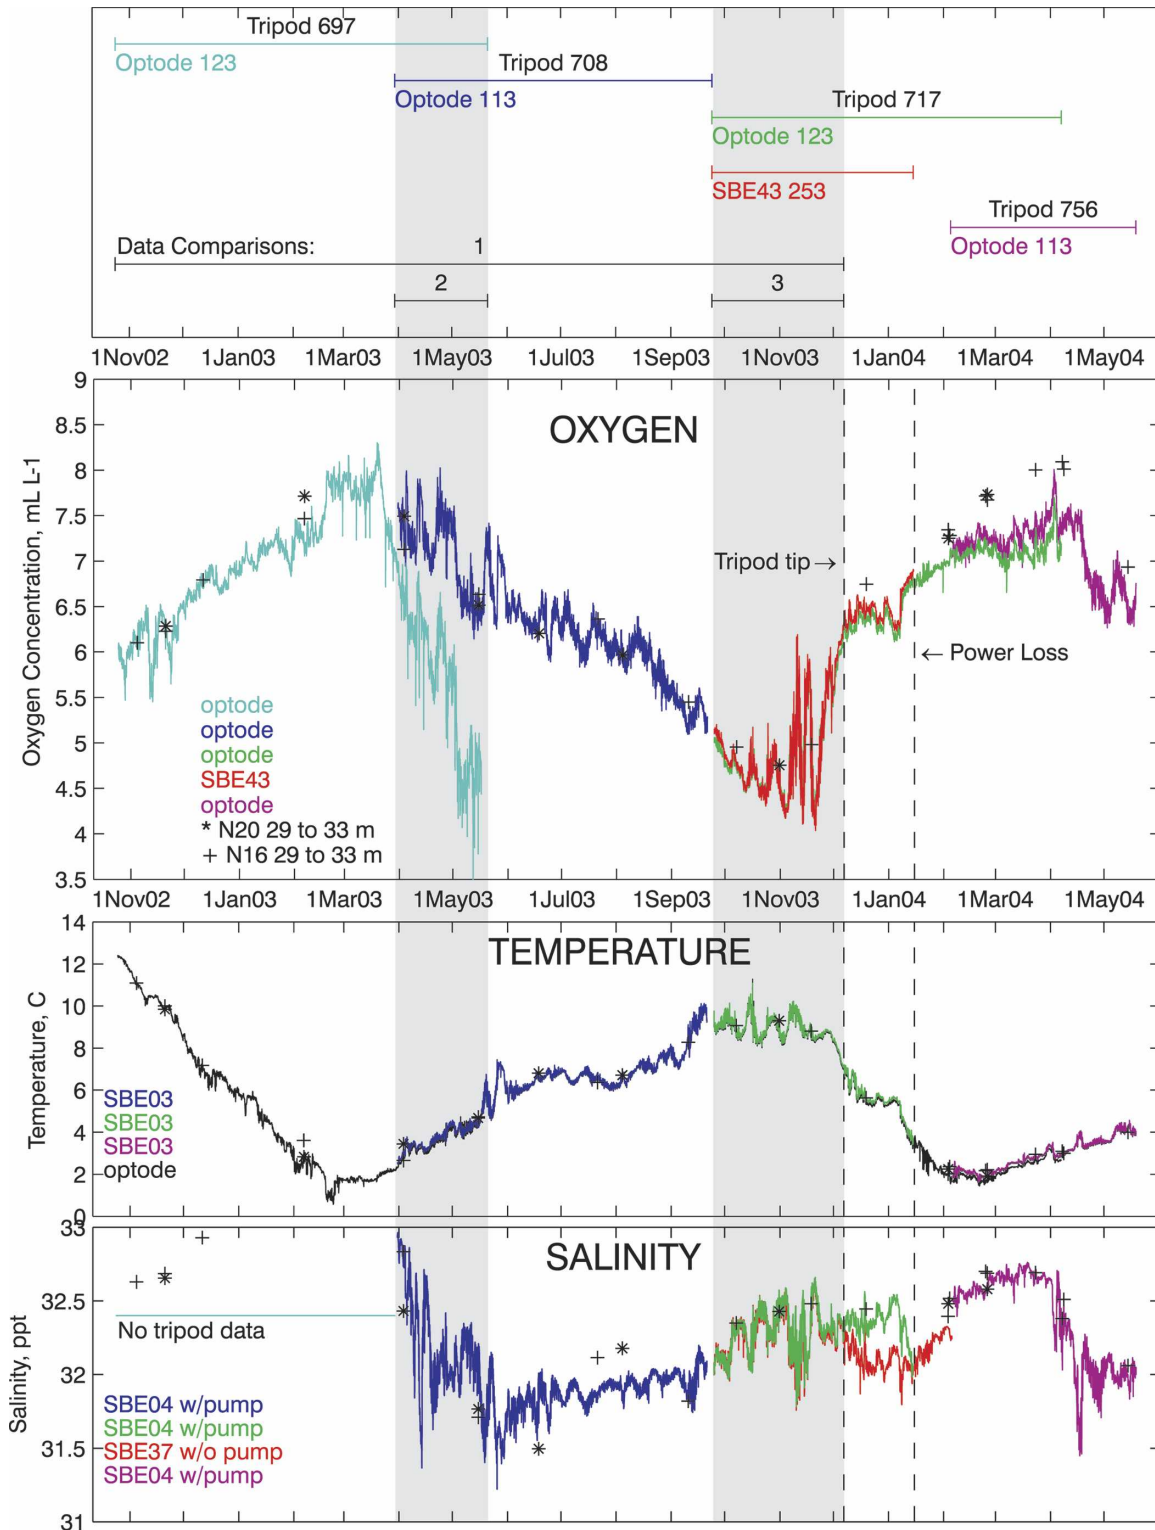 Tripod 697
Optode 123
Tripod 708
Optode 113
Tripod 717
Optode 123
SBE43 253
Tripod 756
Optode 113
Data Comparisons:
1
2
3
1Nov02 1Jan03 1Mar03 1May03 1Jul03 1Sep03 1Nov03 1Jan04 1Mar04 1May04
OXYGEN
Oxygen Concentration, mL L-1
9
8.5
8
7.5
7
6.5
6
5.5
5
4.5
4
3.5
Tripod tip →
← Power Loss
optode
optode
optode
SBE43
optode
* N20 29 to 33 m
+ N16 29 to 33 m
1Nov02 1Jan03 1Mar03 1May03 1Jul03 1Sep03 1Nov03 1Jan04 1Mar04 1May04
TEMPERATURE
Temperature, C
14
12
10
8
6
4
2
0
SBE03
SBE03
SBE03
optode
SALINITY
Salinity, ppt
33
32.5
32
31.5
31
No tripod data
SBE04 w/pump
SBE04 w/pump
SBE37 w/o pump
SBE04 w/pump